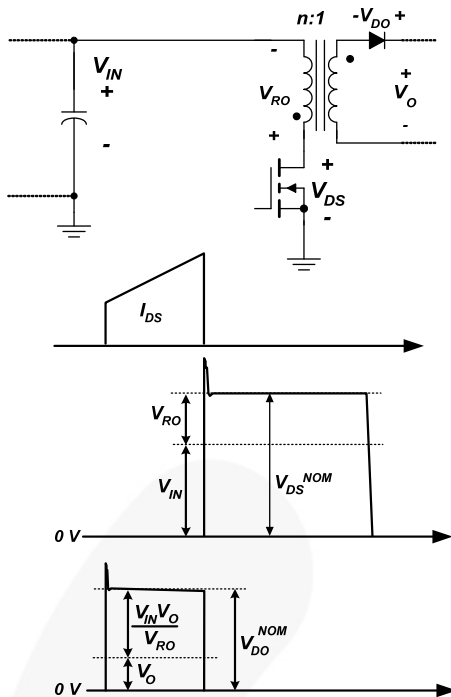 n:1
-V_DO +
-
V_IN
+
-
V_RO
+
+
V_O
-
+
V_DS
-
I_DS
V_RO
V_IN
V_DS^NOM
0 V
V_IN V_O
V_RO
V_O
V_DO^NOM
0 V